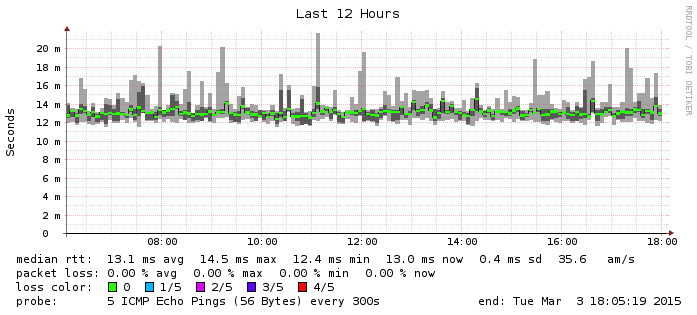 Last 12 Hours
RRDTOOL / TOBI OETIKER
Seconds
20 m
18 m
16 m
14 m
12 m
10 m
8 m
6 m
4 m
2 m
0
08:00 10:00 12:00 14:00 16:00 18:00
median rtt: 13.1 ms avg 14.5 ms max 12.4 ms min 13.0 ms now 0.4 ms sd 35.6 am/s
packet loss: 0.00 % avg 0.00 % max 0.00 % min 0.00 % now
loss color: 0 1/5 2/5 3/5 4/5
probe: 5 ICMP Echo Pings (56 Bytes) every 300s end: Tue Mar 3 18:05:19 2015